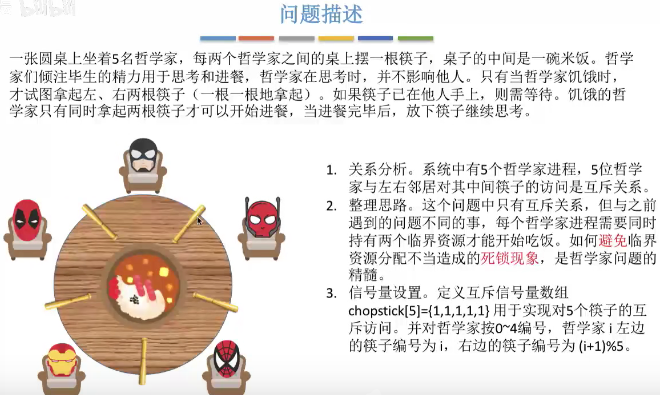 bilibili
问题描述
一张圆桌上坐着5名哲学家，每两个哲学家之间的桌上摆一根筷子，桌子的中间是一碗米饭。哲学
家们倾注毕生的精力用于思考和进餐，哲学家在思考时，并不影响他人。只有当哲学家饥饿时，
才试图拿起左、右两根筷子（一根一根地拿起）。如果筷子已在他人手上，则需等待。饥饿的哲
学家只有同时拿起两根筷子才可以开始进餐，当进餐完毕后，放下筷子继续思考。
1. 关系分析。系统中有5个哲学家进程，5位哲学
家与左右邻居对其中间筷子的访问是互斥关系。
2. 整理思路。这个问题中只有互斥关系，但与之前
遇到的问题不同的事，每个哲学家进程需要同时
持有两个临界资源才能开始吃饭。如何避免临界
资源分配不当造成的死锁现象，是哲学家问题的
精髓。
3. 信号量设置。定义互斥信号量数组
chopstick[5]={1,1,1,1,1} 用于实现对5个筷子的互
斥访问。并对哲学家按0~4编号，哲学家 i 左边
的筷子编号为 i，右边的筷子编号为 (i+1)%5。